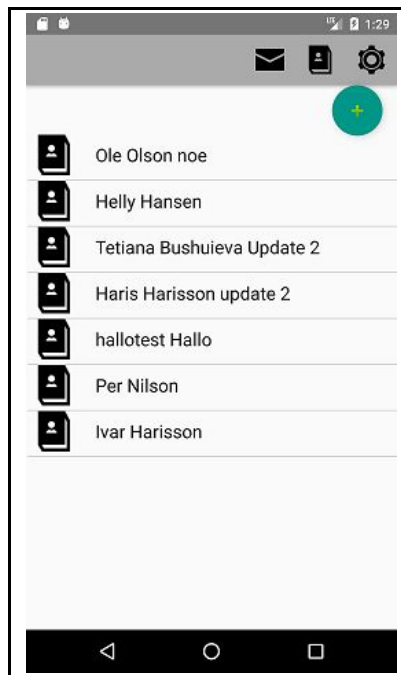 1:29
+
Ole Olson noe
Helly Hansen
Tetiana Bushuieva Update 2
Haris Harisson update 2
hallotest Hallo
Per Nilson
Ivar Harisson